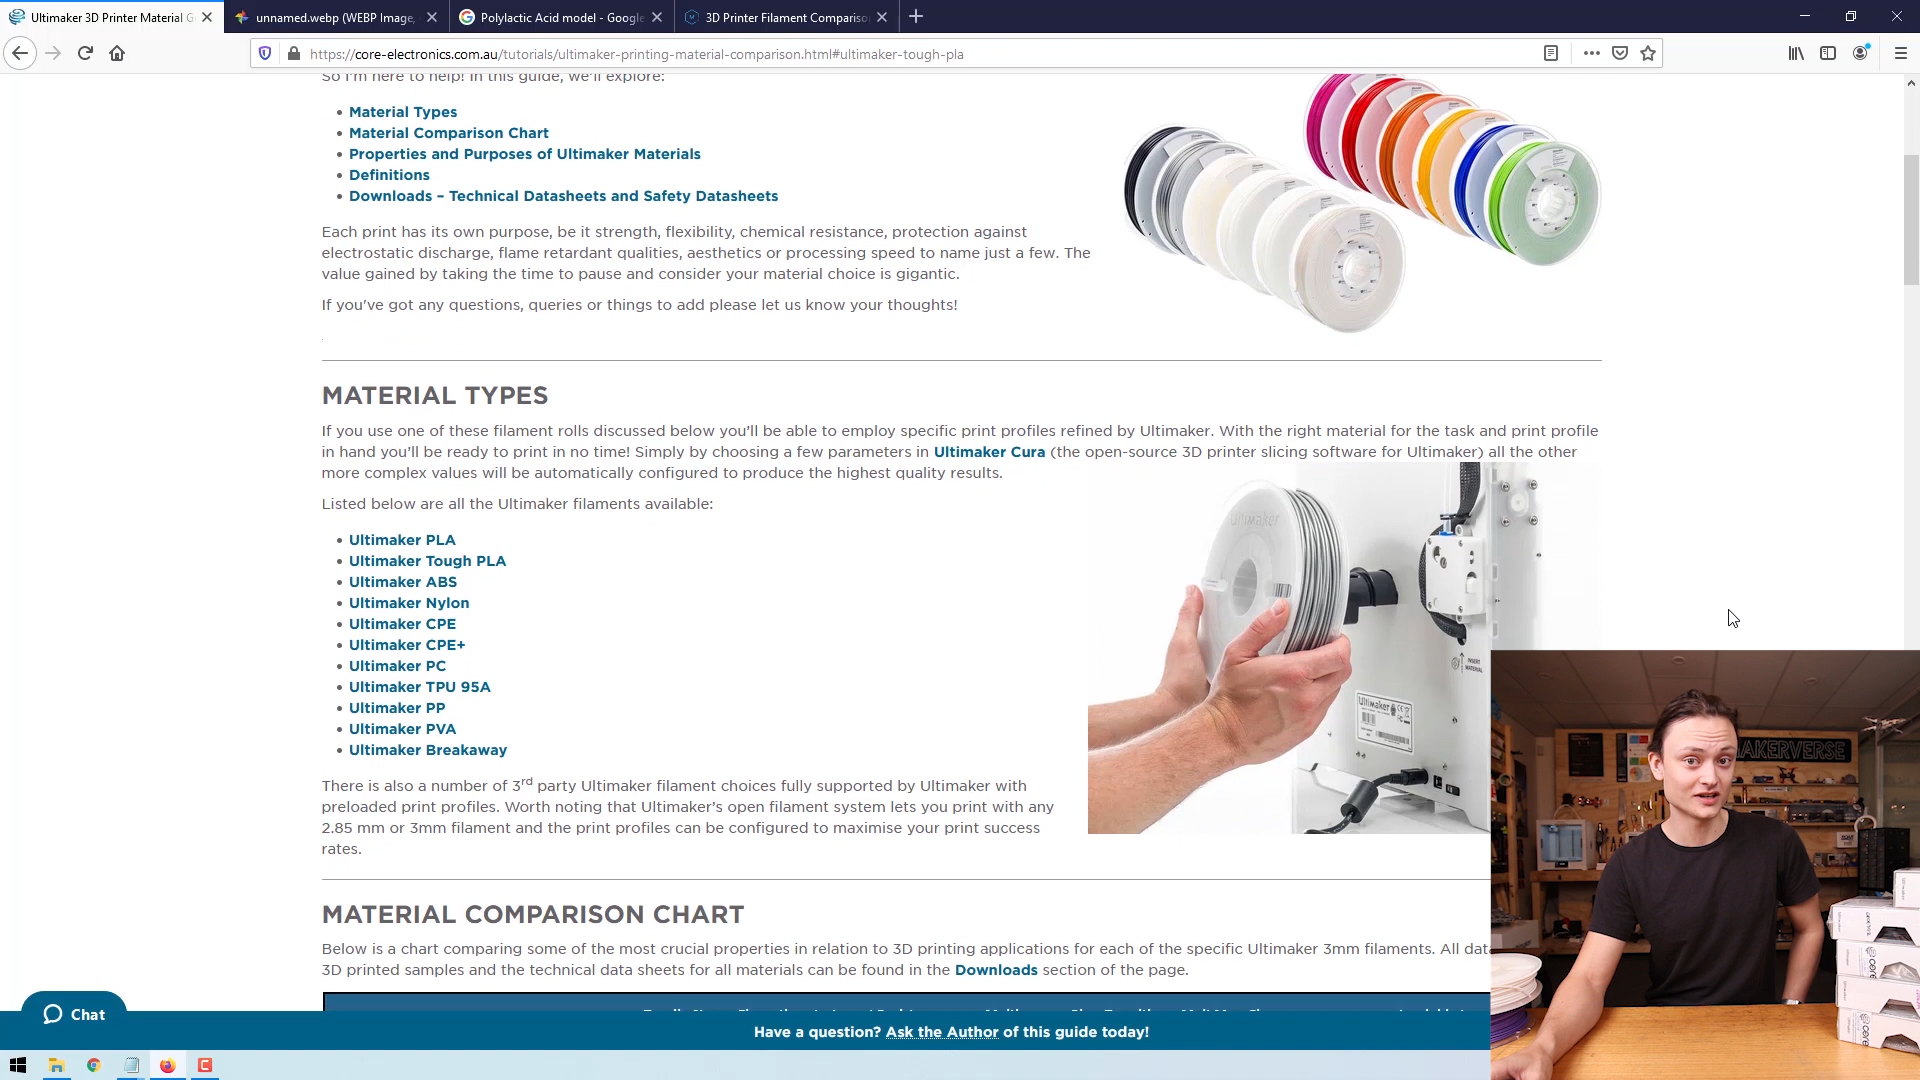 Ultimaker 3D Printer Material G
unnamed.webp (WEBP Image,
Polylactic Acid model - Google
3D Printer Filament Compariso
https://core-electronics.com.au/tutorials/ultimaker-printing-material-comparison.html#ultimaker-tough-pla
So I'm here to help! In this guide, we'll explore:
Material Types
Material Comparison Chart
Properties and Purposes of Ultimaker Materials
Definitions
Downloads – Technical Datasheets and Safety Datasheets
Each print has its own purpose, be it strength, flexibility, chemical resistance, protection against
electrostatic discharge, flame retardant qualities, aesthetics or processing speed to name just a few. The
value gained by taking the time to pause and consider your material choice is gigantic.
If you've got any questions, queries or things to add please let us know your thoughts!
MATERIAL TYPES
If you use one of these filament rolls discussed below you'll be able to employ specific print profiles refined by Ultimaker. With the right material for the task and print profile
in hand you'll be ready to print in no time! Simply by choosing a few parameters in Ultimaker Cura (the open-source 3D printer slicing software for Ultimaker) all the other
more complex values will be automatically configured to produce the highest quality results.
Listed below are all the Ultimaker filaments available:
Ultimaker PLA
Ultimaker Tough PLA
Ultimaker ABS
Ultimaker Nylon
Ultimaker CPE
Ultimaker CPE+
Ultimaker PC
Ultimaker TPU 95A
Ultimaker PP
Ultimaker PVA
Ultimaker Breakaway
Ultimaker
INSERT
MATERIAL
Ultimaker
MAKERVERSE
There is also a number of 3rd party Ultimaker filament choices fully supported by Ultimaker with
preloaded print profiles. Worth noting that Ultimaker's open filament system lets you print with any
2.85 mm or 3mm filament and the print profiles can be configured to maximise your print success
rates.
MATERIAL COMPARISON CHART
Below is a chart comparing some of the most crucial properties in relation to 3D printing applications for each of the specific Ultimaker 3mm filaments. All dat
3D printed samples and the technical data sheets for all materials can be found in the Downloads section of the page.
Chat
Have a question? Ask the Author of this guide today!